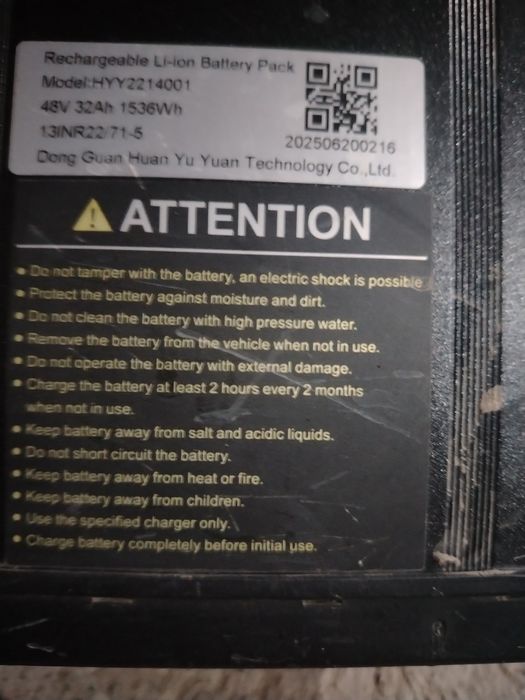 Rechargeable Li-ion Battery Pack
Model:HYY2214001
48V 32Ah 1536Wh
13INR22/71-5
202506200216
Dong Guan Huan Yu Yuan Technology Co.,Ltd.
ATTENTION
• Do not tamper with the battery, an electric shock is possible
• Protect the battery against moisture and dirt.
• Do not clean the battery with high pressure water.
• Remove the battery from the vehicle when not in use.
• Do not operate the battery with external damage.
• Charge the battery at least 2 hours every 2 months
when not in use.
• Keep battery away from salt and acidic liquids.
• Do not short circuit the battery.
• Keep battery away from heat or fire.
• Keep battery away from children.
• Use the specified charger only.
• Charge battery completely before initial use.